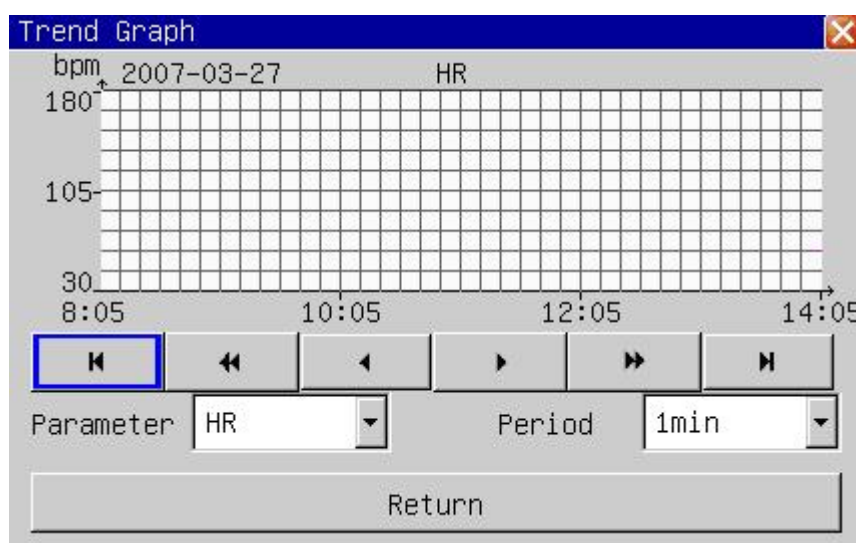 Trend Graph
bpm 2007-03-27 HR
180
105
30
8:05 10:05 12:05 14:05
Parameter HR Period 1min
Return